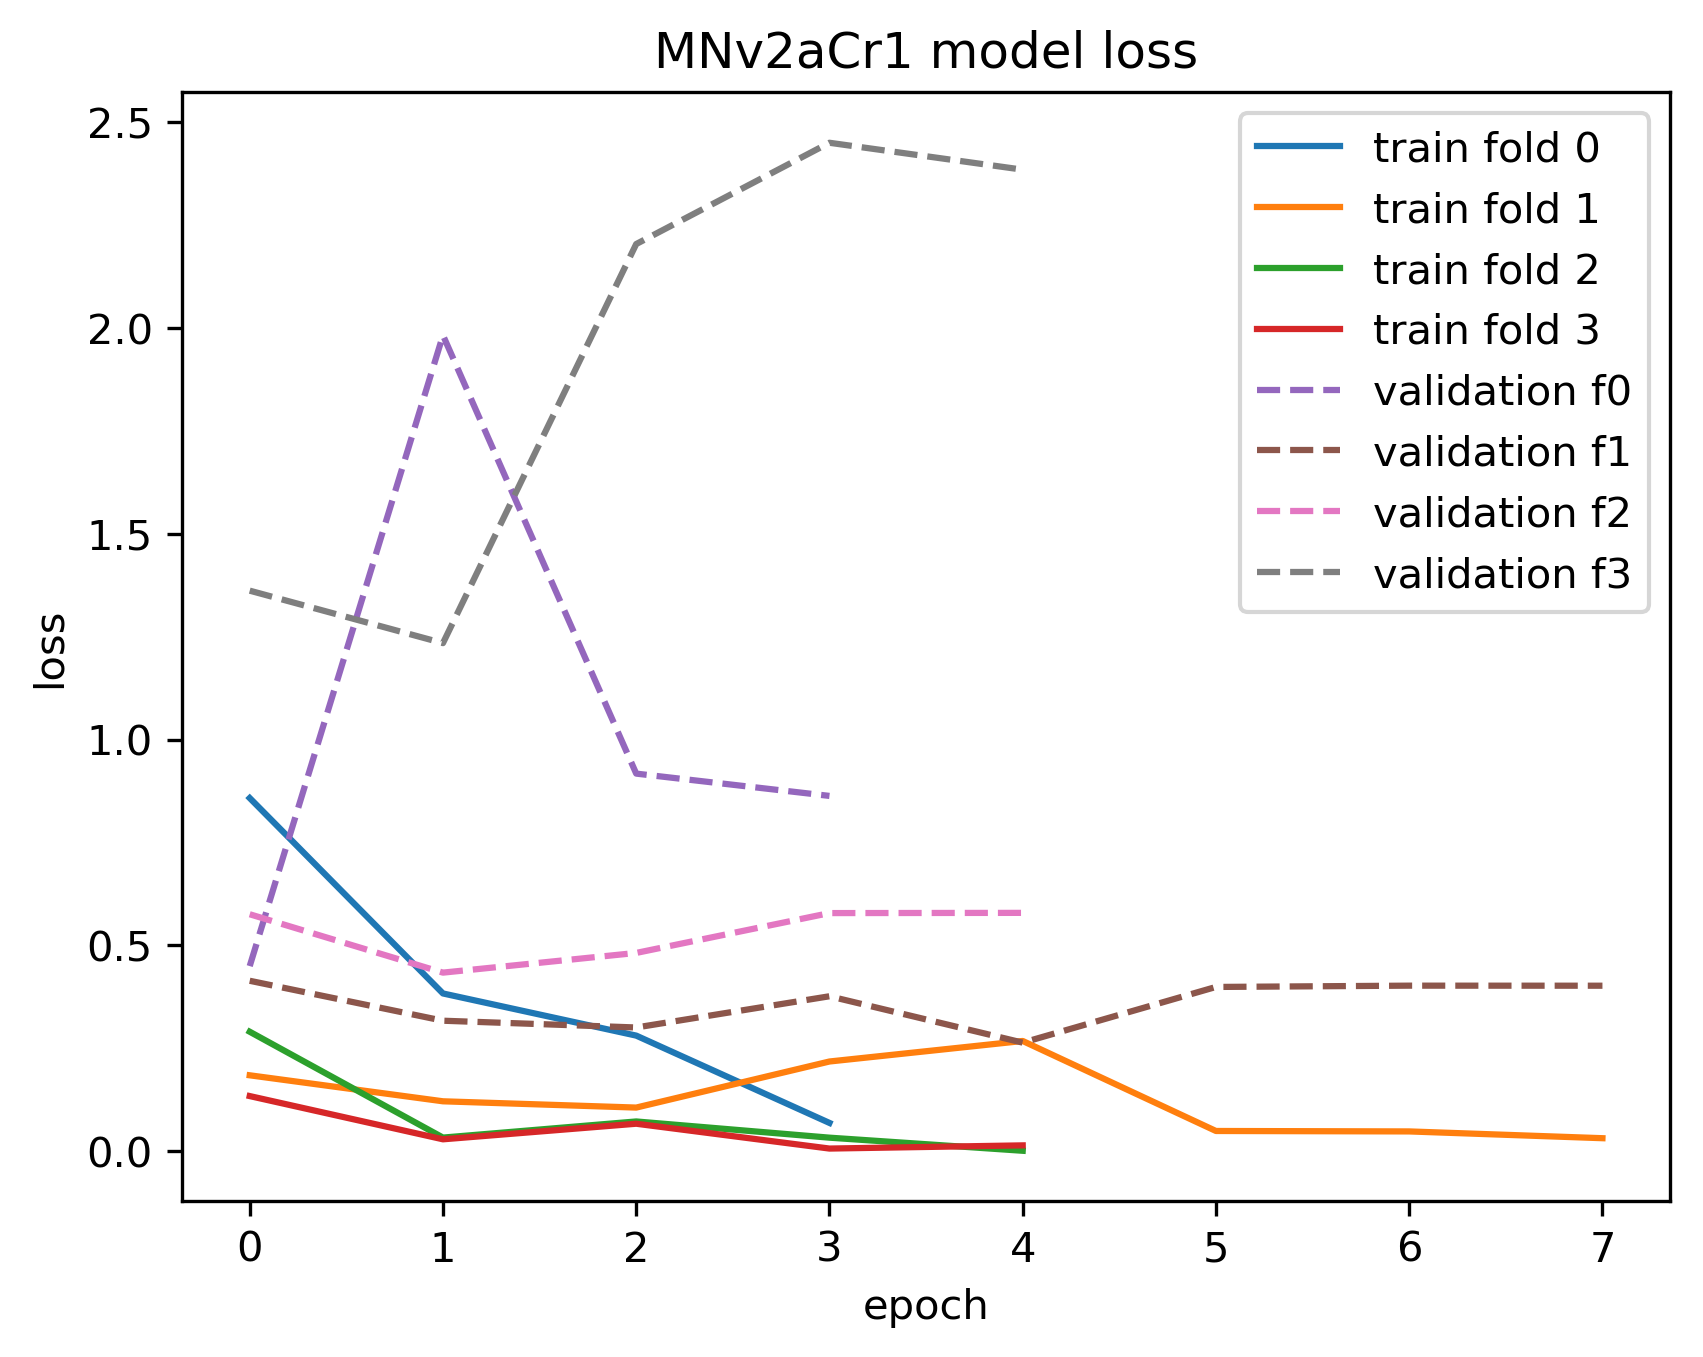 MNv2aCr1 model loss
2.5
2.0
1.5
1.0
0.5
0.0
loss
train fold 0
train fold 1
train fold 2
train fold 3
validation f0
validation f1
validation f2
validation f3
0 1 2 3 4 5 6 7
epoch